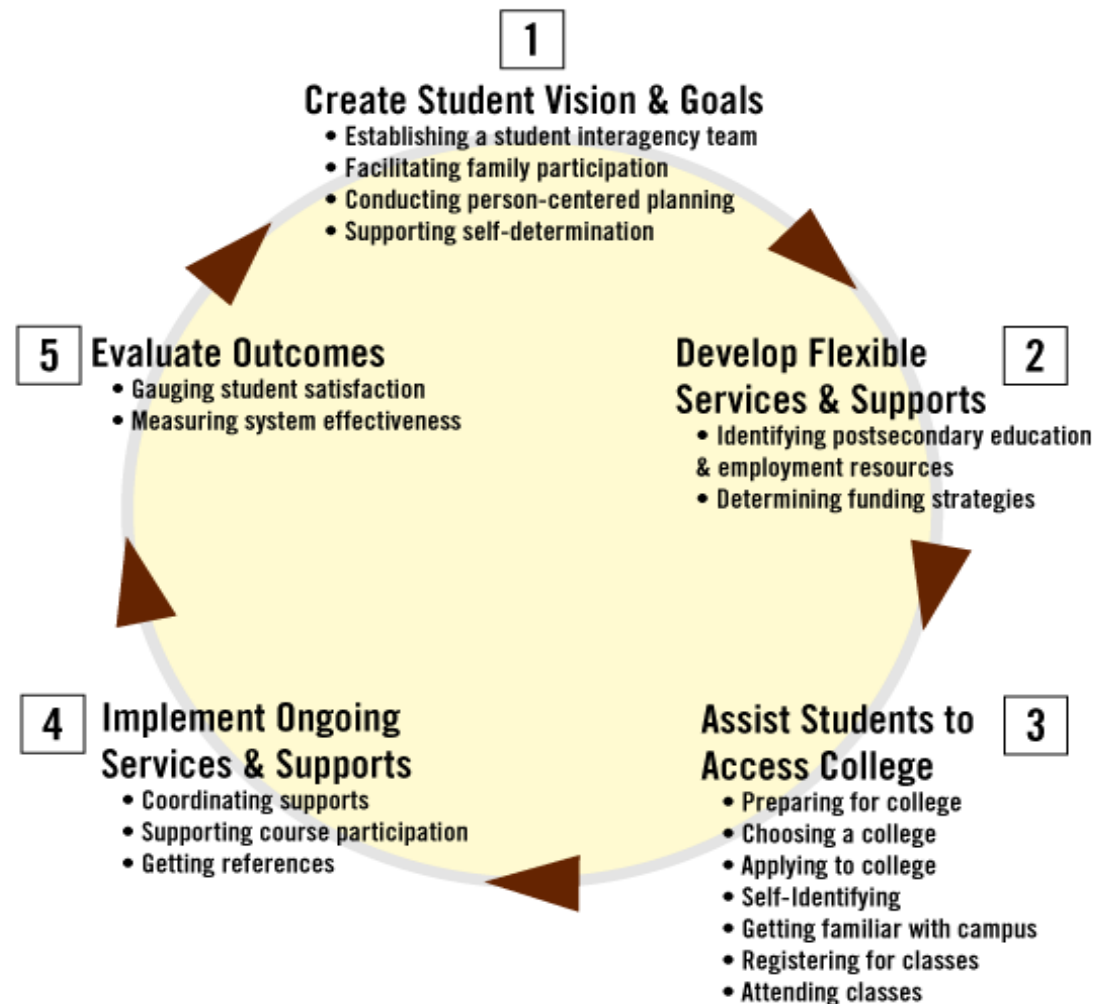 1
Create Student Vision & Goals
• Establishing a student interagency team
• Facilitating family participation
• Conducting person-centered planning
• Supporting self-determination
2
Develop Flexible
Services & Supports
• Identifying postsecondary education
& employment resources
• Determining funding strategies
3
Assist Students to
Access College
• Preparing for college
• Choosing a college
• Applying to college
• Self-Identifying
• Getting familiar with campus
• Registering for classes
• Attending classes
4
Implement Ongoing
Services & Supports
• Coordinating supports
• Supporting course participation
• Getting references
5
Evaluate Outcomes
• Gauging student satisfaction
• Measuring system effectiveness